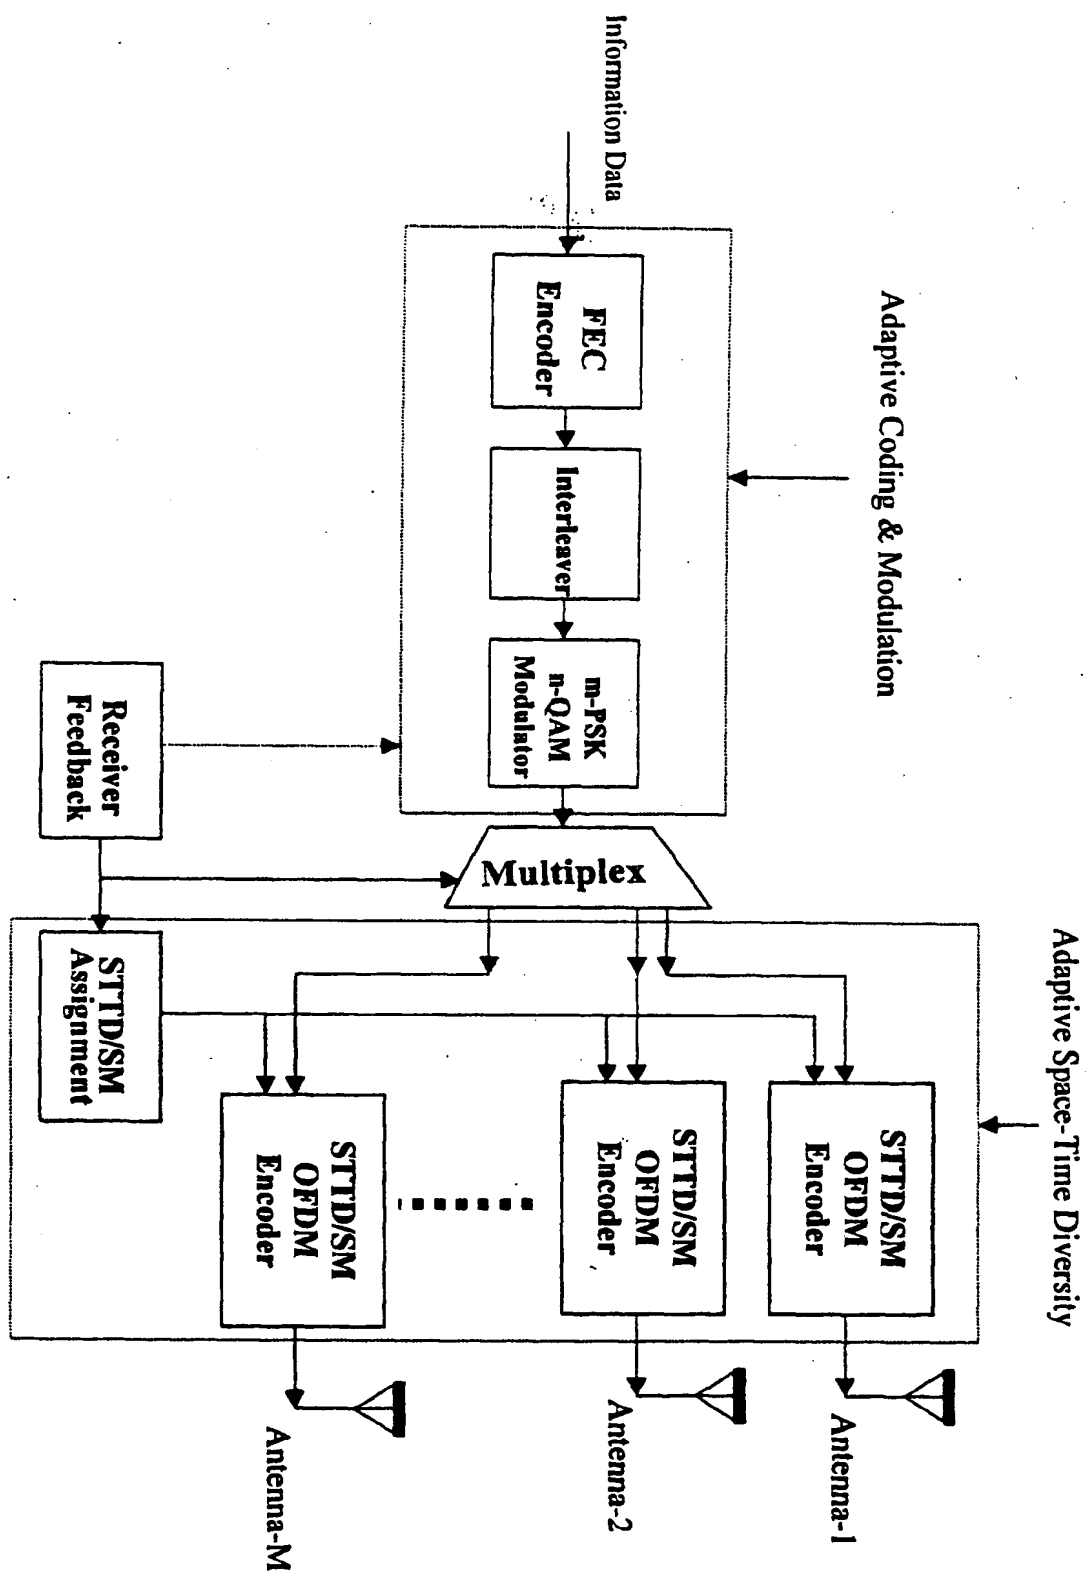 Information Data
Adaptive Coding & Modulation
FEC
Encoder
Interleaver
m-PSK
n-QAM
Modulator
Receiver
Feedback
Multiplex
Adaptive Space-Time Diversity
STTD/SM
OFDM
Encoder
Antenna-1
STTD/SM
OFDM
Encoder
Antenna-2
STTD/SM
OFDM
Encoder
Antenna-M
STTD/SM
Assignment